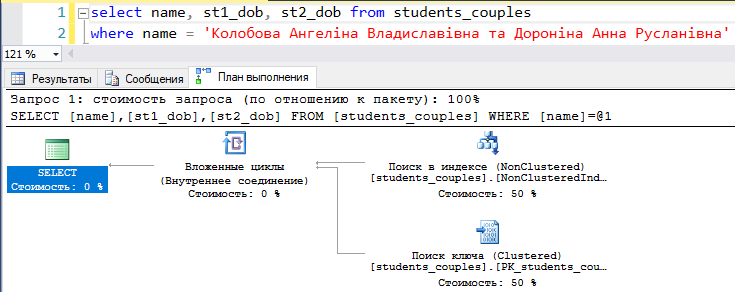 1 select name, st1_dob, st2_dob from students_couples
2 where name = 'Колобова Ангеліна Владиславівна та Дороніна Анна Русланівна'
121 %
Результаты Сообщения План выполнения
Запрос 1: стоимость запроса (по отношению к пакету): 100%
SELECT [name],[st1_dob],[st2_dob] FROM [students_couples] WHERE [name]=@1
SELECT
Стоимость: 0 %
Вложенные циклы
(Внутреннее соединение)
Стоимость: 0 %
Поиск в индексе (NonClustered)
[students_couples].[NonClusteredInd…
Стоимость: 50 %
Поиск ключа (Clustered)
[students_couples].[PK_students_cou…
Стоимость: 50 %